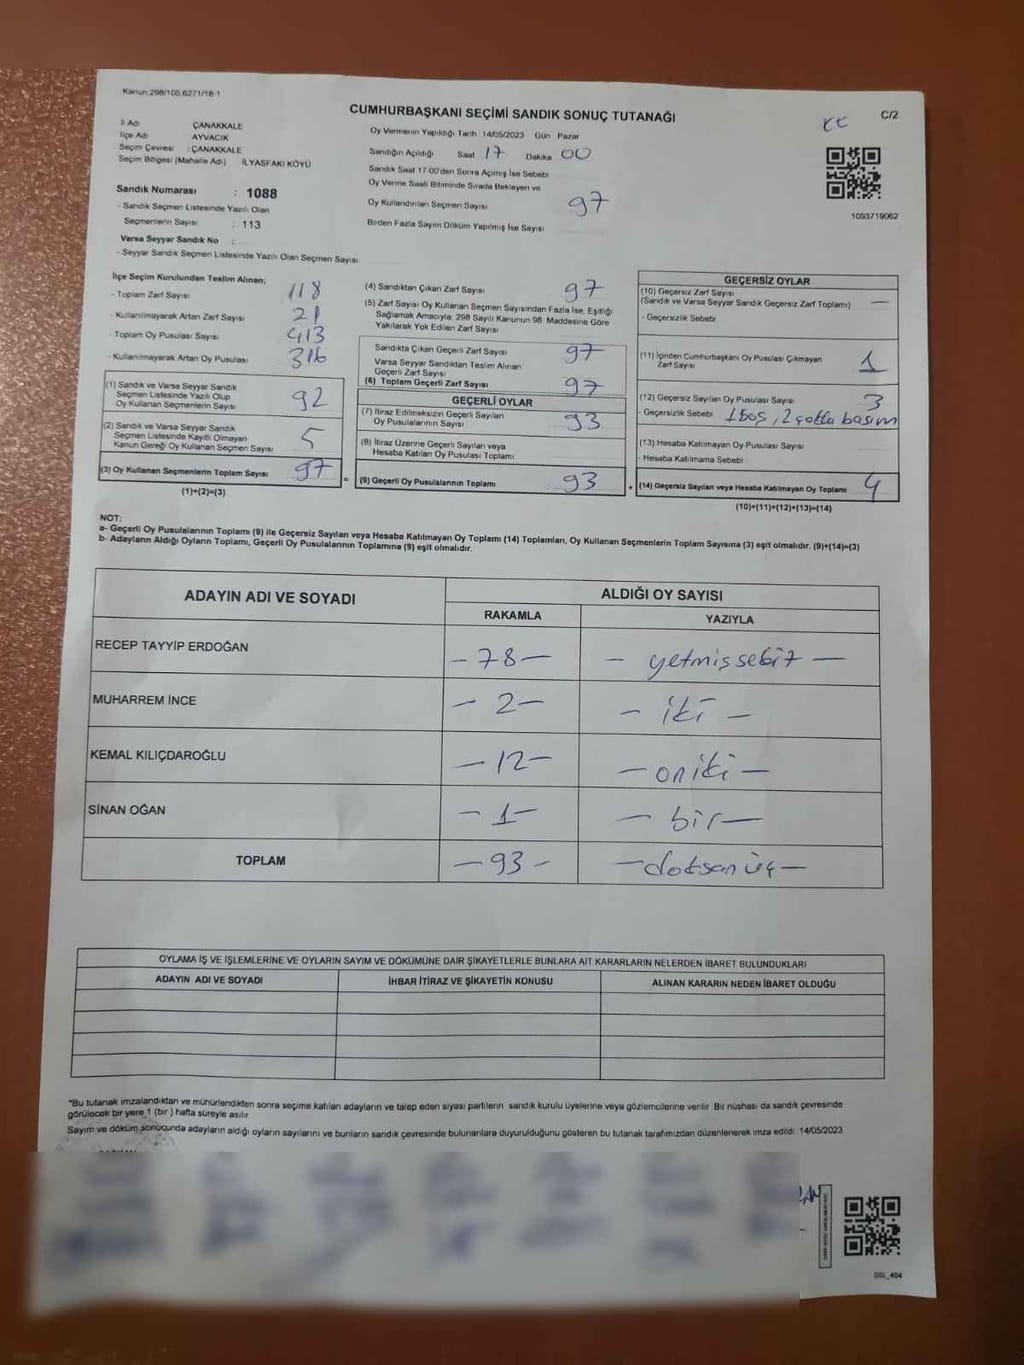 Kanun:298/105,6271/18-1
CUMHURBAŞKANI SEÇİMİ SANDIK SONUÇ TUTANAĞI
C/2
İl Adı ÇANAKKALE
İlçe Adı AYVACIK
Seçim Çevresi : ÇANAKKALE
Seçim Bölgesi (Mahalle Adı) İLYASFAKI KÖYÜ
Sandık Numarası : 1088
- Sandık Seçmen Listesinde Yazılı Olan
Seçmenlerin Sayısı : 113
Varsa Seyyar Sandık No :
- Seyyar Sandık Seçmen Listesinde Yazılı Olan Seçmen Sayısı
Oy Vermenin Yapıldığı Tarih 14/05/2023 Gün Pazar
Sandığın Açıldığı Saat 17 Dakika 00
Sandık Saat 17:00'den Sonra Açılmış İse Sebebi
Oy Verme Saati Bitiminde Sırada Bekleyen ve
Oy Kullandırılan Seçmen Sayısı 97
Birden Fazla Sayım Döküm Yapılmış İse Sayısı
1093719062
İlçe Seçim Kurulundan Teslim Alınan;
- Toplam Zarf Sayısı 118
- Kullanılmayarak Artan Zarf Sayısı 21
- Toplam Oy Pusulası Sayısı 413
- Kullanılmayarak Artan Oy Pusulası 316
(1) Sandık ve Varsa Seyyar Sandık
Seçmen Listesinde Yazılı Olup
Oy Kullanan Seçmenlerin Sayısı 92
(2) Sandık ve Varsa Seyyar Sandık
Seçmen Listesinde Kayıtlı Olmayan
Kanun Gereği Oy Kullanan Seçmen Sayısı 5
(3) Oy Kullanan Seçmenlerin Toplam Sayısı 97
(1)+(2)=(3)
(4) Sandıktan Çıkan Zarf Sayısı 97
(5) Zarf Sayısı Oy Kullanan Seçmen Sayısından Fazla İse, Eşitliği
Sağlamak Amacıyla, 298 Sayılı Kanunun 98. Maddesine Göre
Yakılarak Yok Edilen Zarf Sayısı
Sandıkta Çıkan Geçerli Zarf Sayısı 97
Varsa Seyyar Sandıktan Teslim Alınan
Geçerli Zarf Sayısı
(6) Toplam Geçerli Zarf Sayısı 97
GEÇERLİ OYLAR
(7) İtiraz Edilmeksizin Geçerli Sayılan
Oy Pusulalarının Sayısı 93
(8) İtiraz Üzerine Geçerli Sayılan veya
Hesaba Katılan Oy Pusulası Toplamı
= (9) Geçerli Oy Pusulalarının Toplamı 93
GEÇERSİZ OYLAR
(10) Geçersiz Zarf Sayısı
(Sandık ve Varsa Seyyar Sandık Geçersiz Zarf Toplamı) —
- Geçersizlik Sebebi
(11) İçinden Cumhurbaşkanı Oy Pusulası Çıkmayan
Zarf Sayısı 1
(12) Geçersiz Sayılan Oy Pusulası Sayısı 3
- Geçersizlik Sebebi 1 boş, 2 çoklu basım
(13) Hesaba Katılmayan Oy Pusulası Sayısı
- Hesaba Katılmama Sebebi
+ (14) Geçersiz Sayılan veya Hesaba Katılmayan Oy Toplamı 4
(10)+(11)+(12)+(13)=(14)
NOT:
a- Geçerli Oy Pusulalarının Toplamı (9) ile Geçersiz Sayılan veya Hesaba Katılmayan Oy Toplamı (14) Toplamları, Oy Kullanan Seçmenlerin Toplam Sayısına (3) eşit olmalıdır. (9)+(14)=(3)
b- Adayların Aldığı Oyların Toplamı, Geçerli Oy Pusulalarının Toplamına (9) eşit olmalıdır.
ADAYIN ADI VE SOYADI ALDIĞI OY SAYISI
RAKAMLA YAZIYLA
RECEP TAYYİP ERDOĞAN - 78 - - yetmişsekiz -
MUHARREM İNCE - 2 - - iki -
KEMAL KILIÇDAROĞLU - 12 - - oniki -
SİNAN OĞAN - 1 - - bir -
TOPLAM - 93 - - doksanüç -
OYLAMA İŞ VE İŞLEMLERİNE VE OYLARIN SAYIM VE DÖKÜMÜNE DAİR ŞİKAYETLERLE BUNLARA AİT KARARLARIN NELERDEN İBARET BULUNDUKLARI
ADAYIN ADI VE SOYADI İHBAR İTİRAZ VE ŞİKAYETİN KONUSU ALINAN KARARIN NEDEN İBARET OLDUĞU
*Bu tutanak imzalandıktan ve mühürlendikten sonra seçime katılan adayların ve talep eden siyasi partilerin sandık kurulu üyelerine veya gözlemcilerine verilir. Bir nüshası da sandık çevresinde
görülecek bir yere 1 (bir) hafta süreyle asılır
Sayım ve döküm sonucunda adayların aldığı oyların sayılarını ve bunların sandık çevresinde bulunanlara duyurulduğunu gösteren bu tutanak tarafımızdan düzenlenerek imza edildi. 14/05/2023